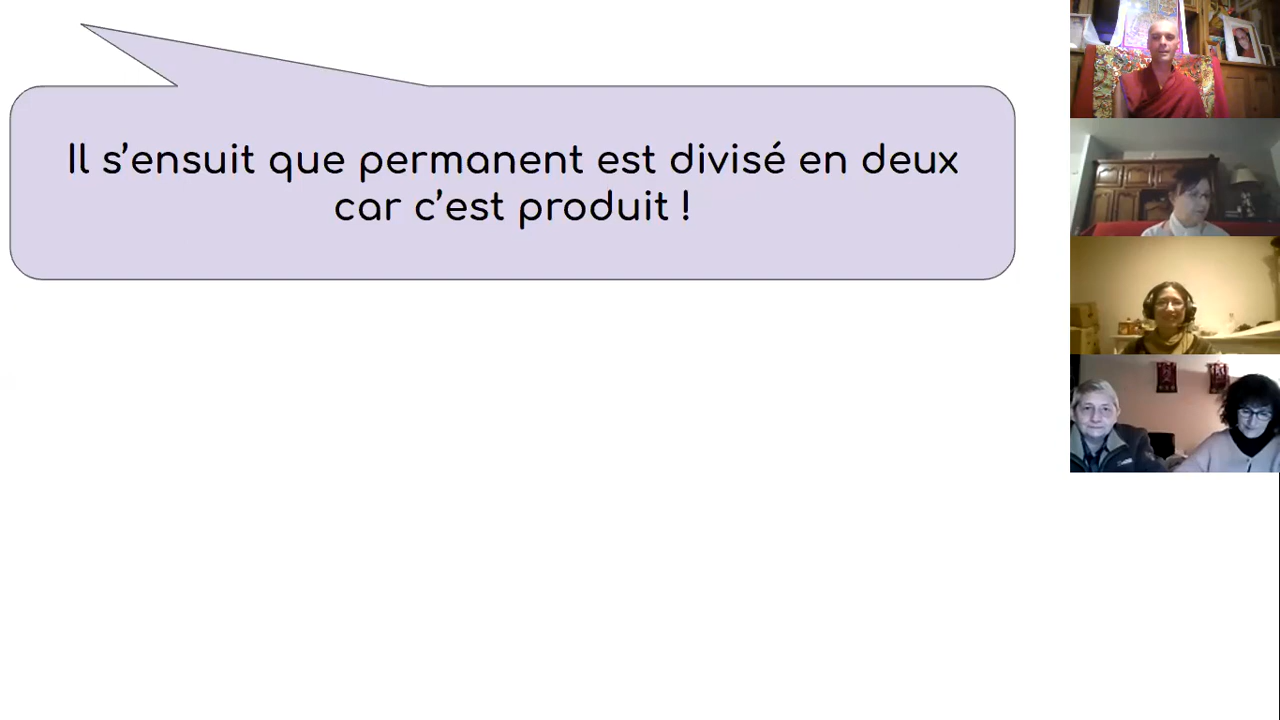 Il s’ensuit que permanent est divisé en deux
car c’est produit !